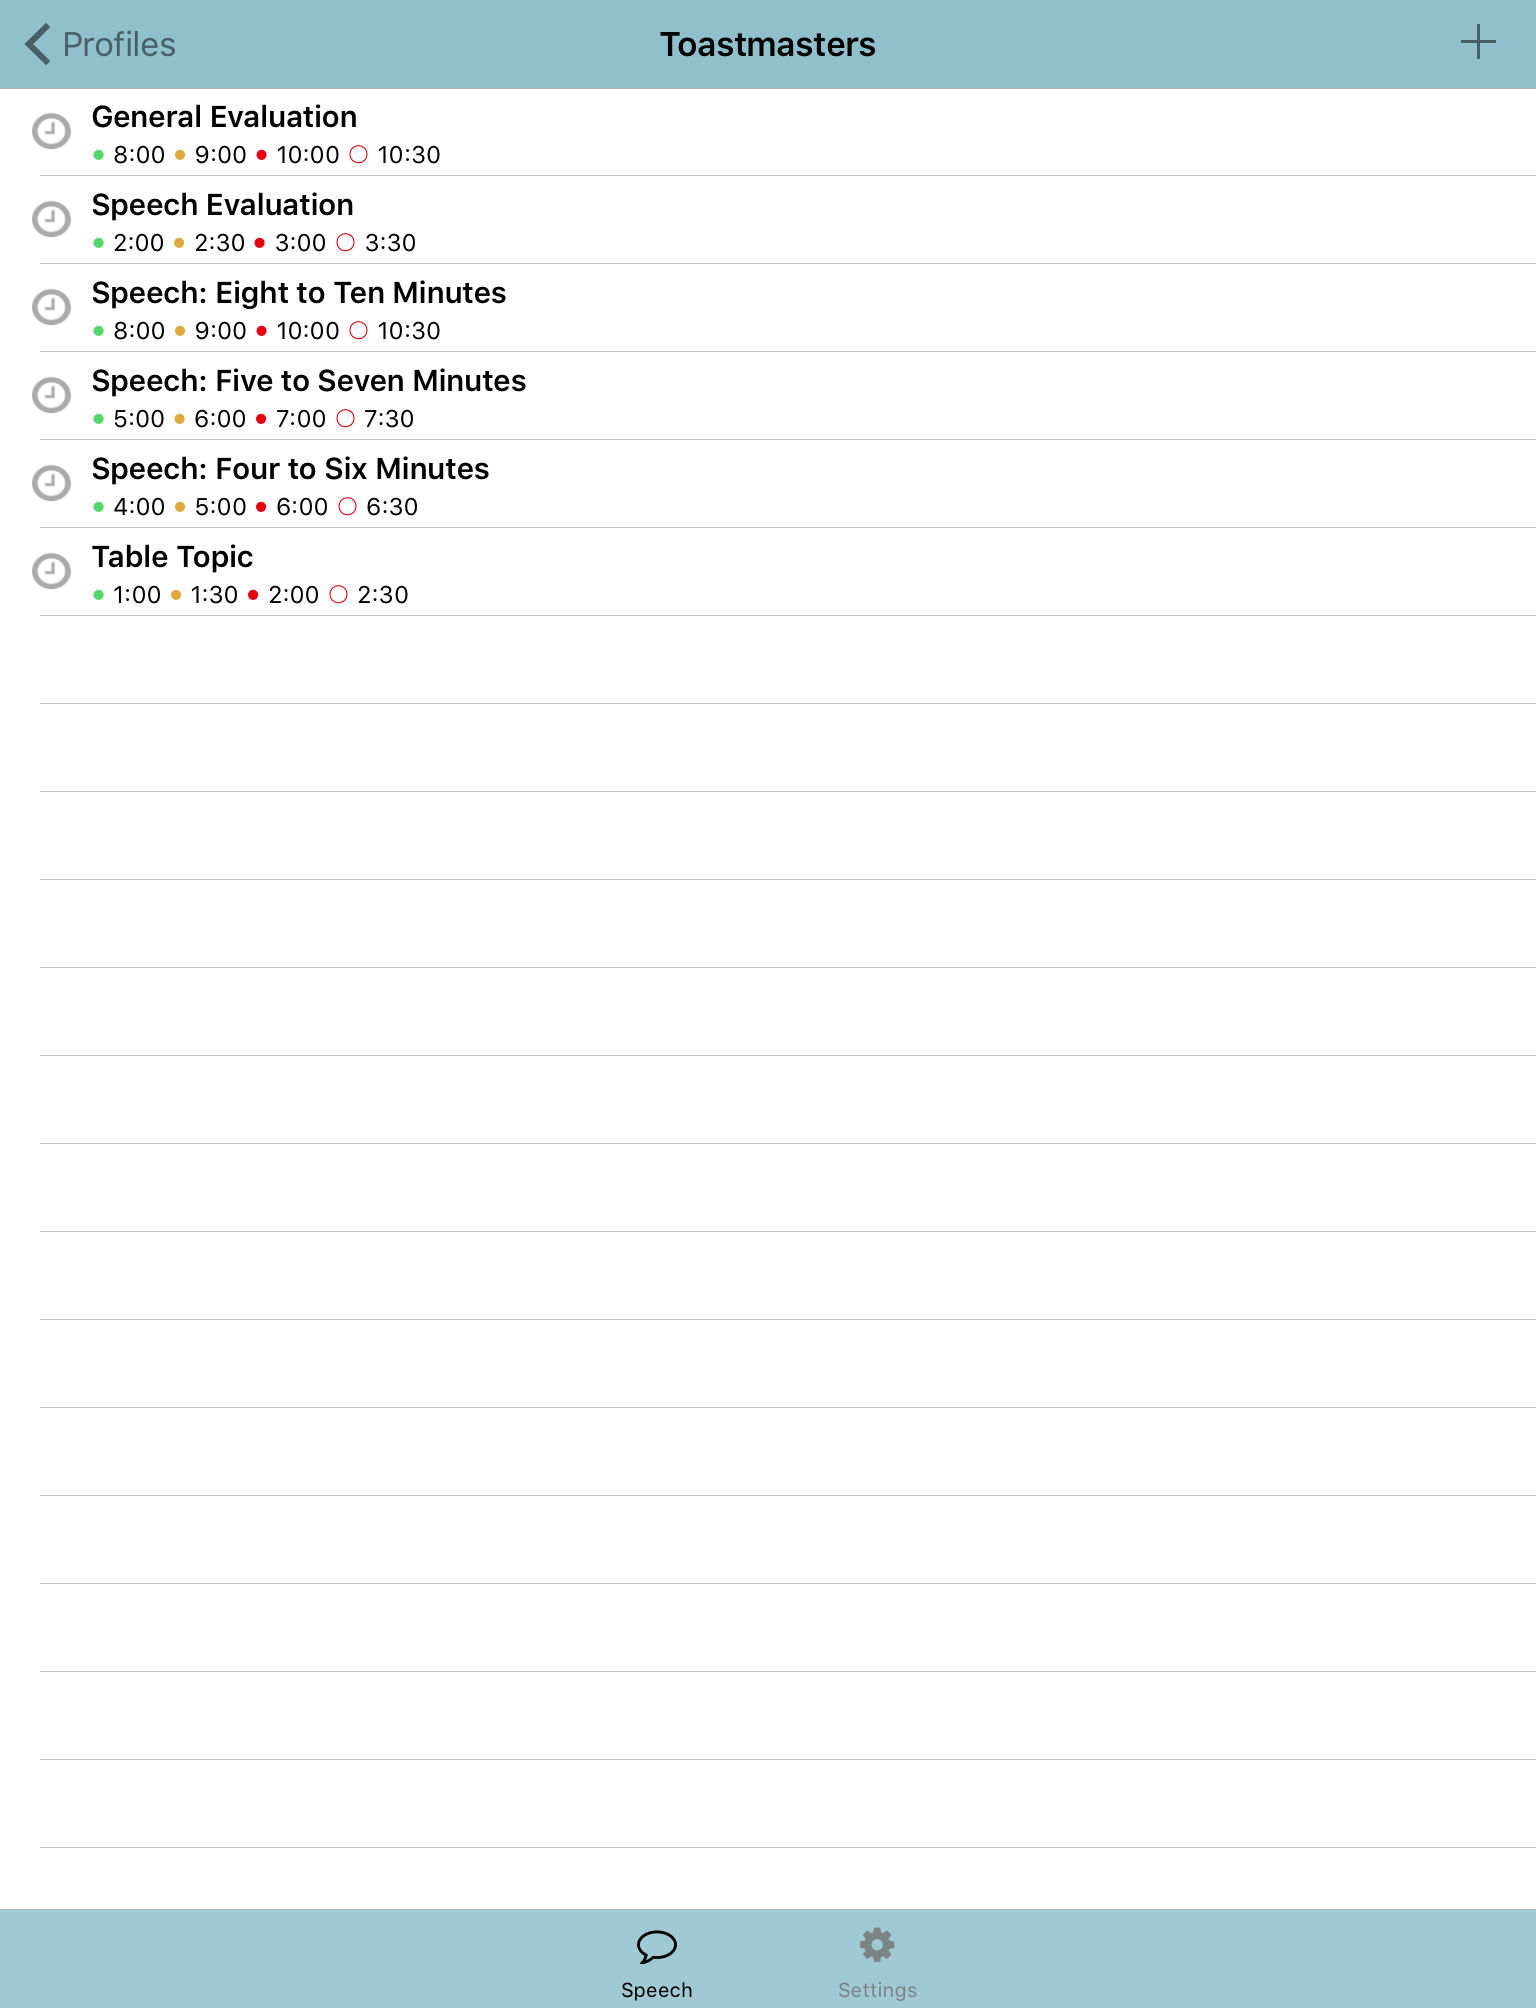 Profiles
Toastmasters
General Evaluation
8:00 9:00 10:00 10:30
Speech Evaluation
2:00 2:30 3:00 3:30
Speech: Eight to Ten Minutes
8:00 9:00 10:00 10:30
Speech: Five to Seven Minutes
5:00 6:00 7:00 7:30
Speech: Four to Six Minutes
4:00 5:00 6:00 6:30
Table Topic
1:00 1:30 2:00 2:30
Speech
Settings